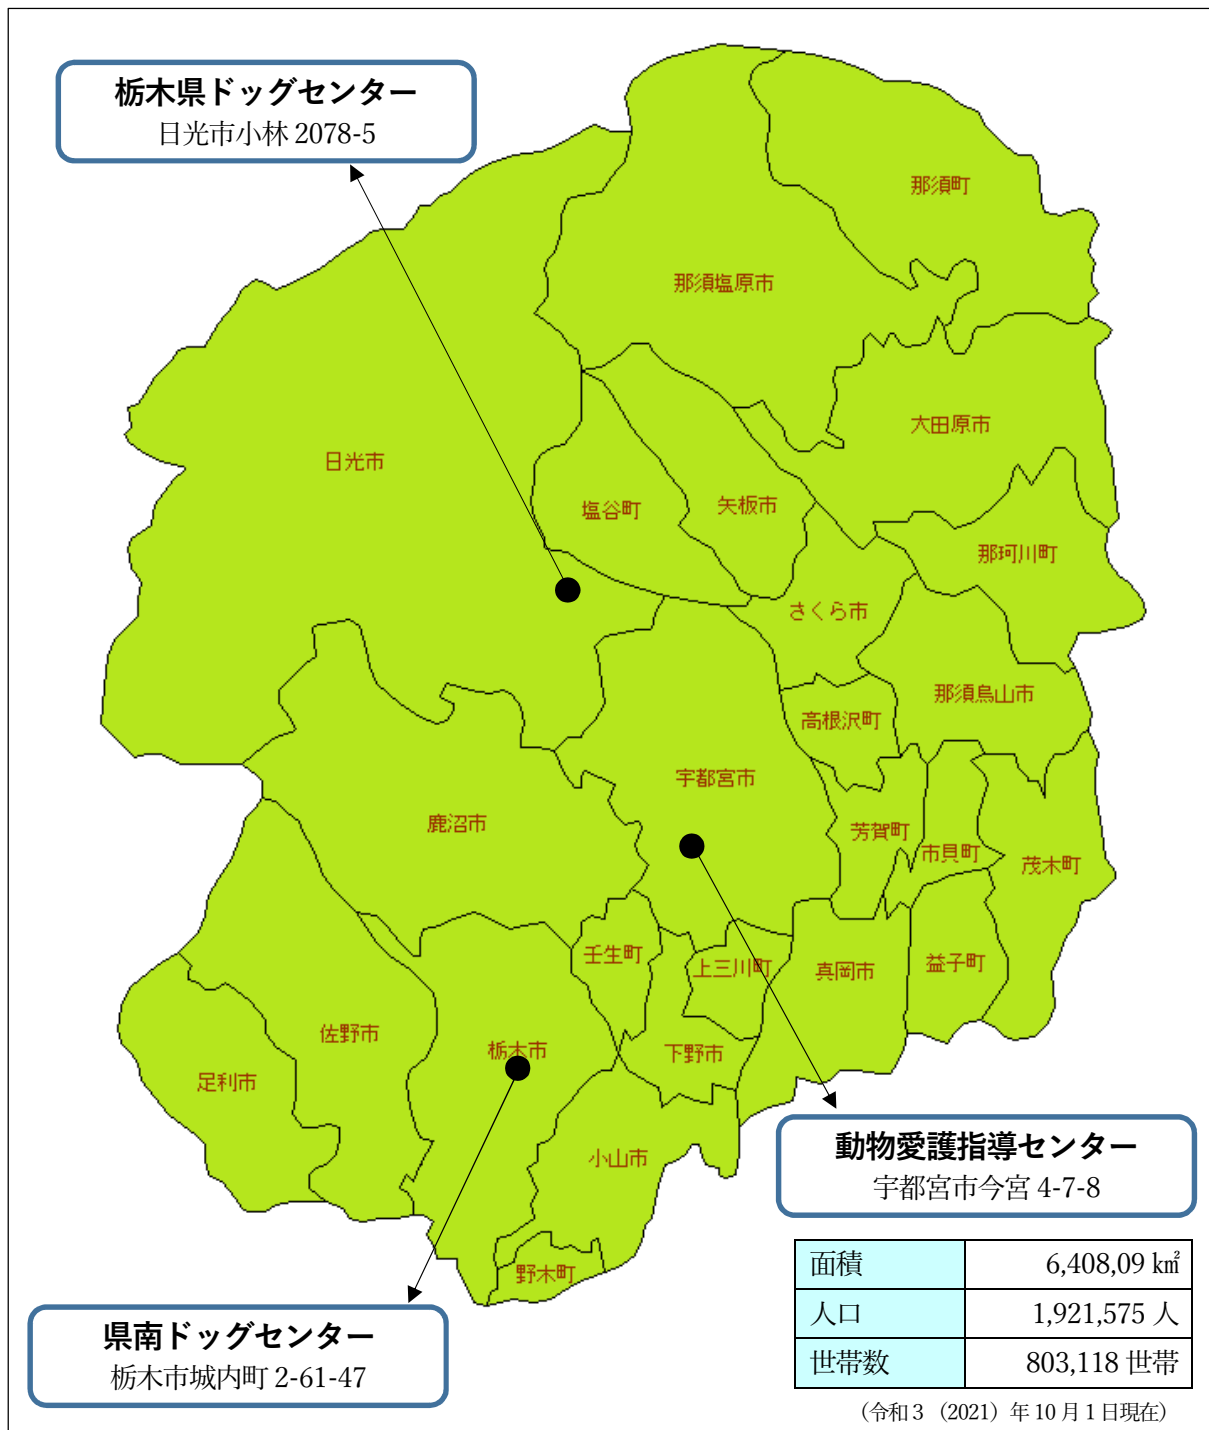 栃木県ドッグセンター
日光市小林 2078-5
那須町
那須塩原市
大田原市
日光市
塩谷町
矢板市
那珂川町
さくら市
那須烏山市
高根沢町
宇都宮市
鹿沼市
芳賀町
市貝町
茂木町
壬生町
上三川町
真岡市
益子町
佐野市
栃木市
下野市
足利市
小山市
野木町
動物愛護指導センター
宇都宮市今宮 4-7-8
県南ドッグセンター
栃木市城内町 2-61-47
面積 6,408,09 ㎢
人口 1,921,575 人
世帯数 803,118 世帯
（令和３（2021）年 10 月 1 日現在）